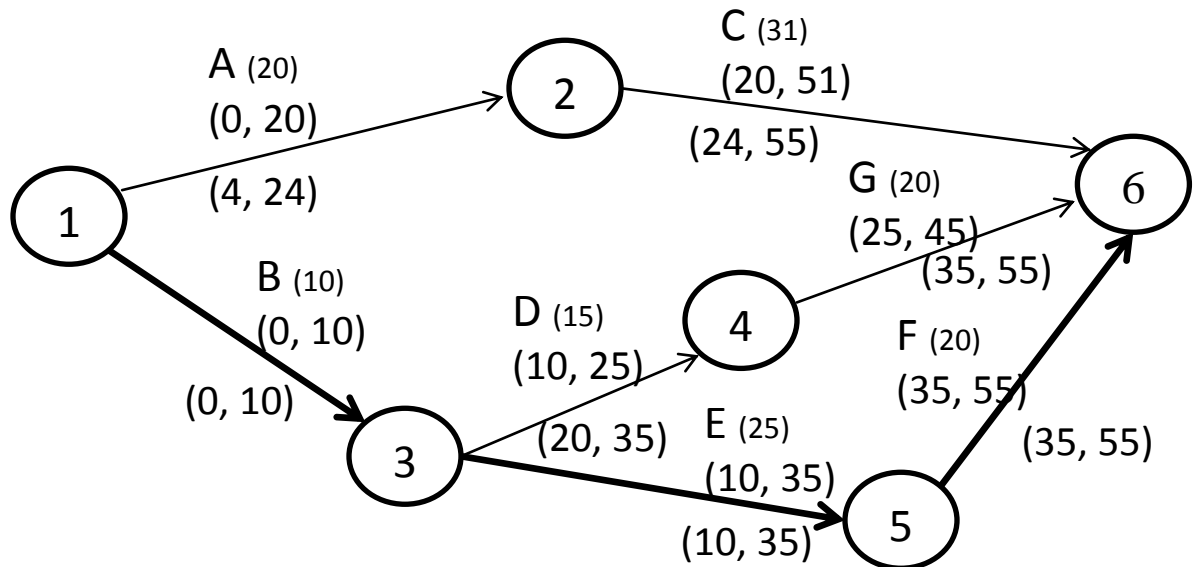 A (20)
(0, 20)
(4, 24)
C (31)
(20, 51)
(24, 55)
2
G (20)
(25, 45)
(35, 55)
6
1
B (10)
(0, 10)
(0, 10)
D (15)
(10, 25)
(20, 35)
4
F (20)
(35, 55)
(35, 55)
3
E (25)
(10, 35)
(10, 35)
5